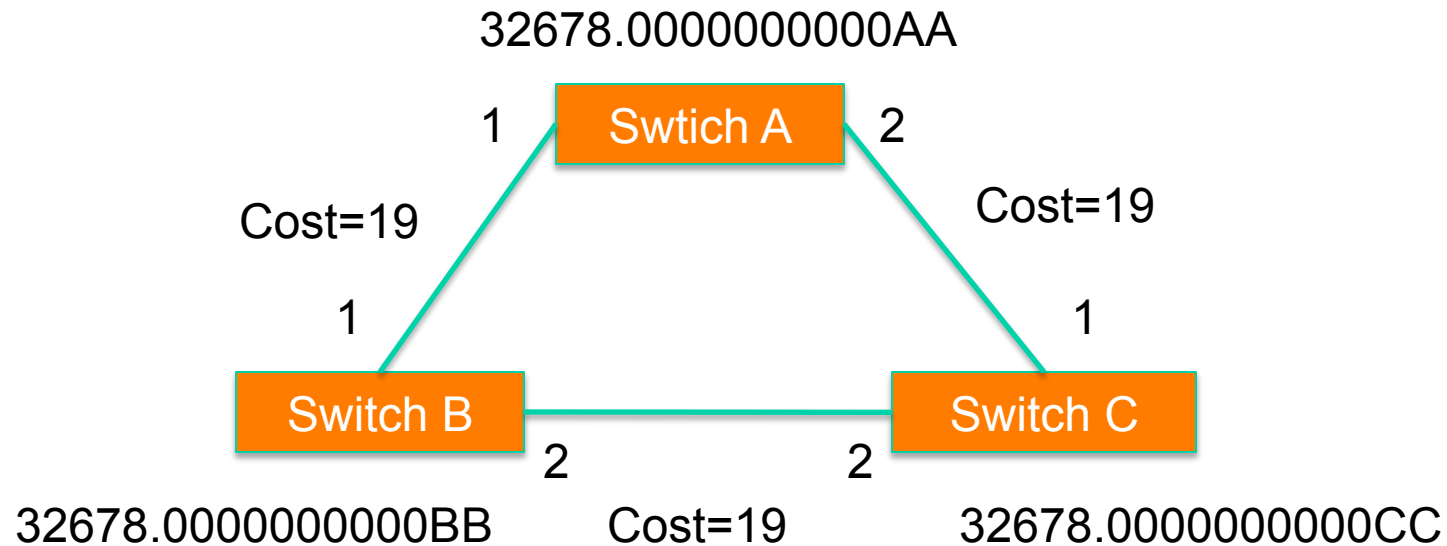 32678.0000000000AA
1 Swtich A 2
Cost=19 Cost=19
1 1
Switch B Switch C
2 2
32678.0000000000BB Cost=19 32678.0000000000CC